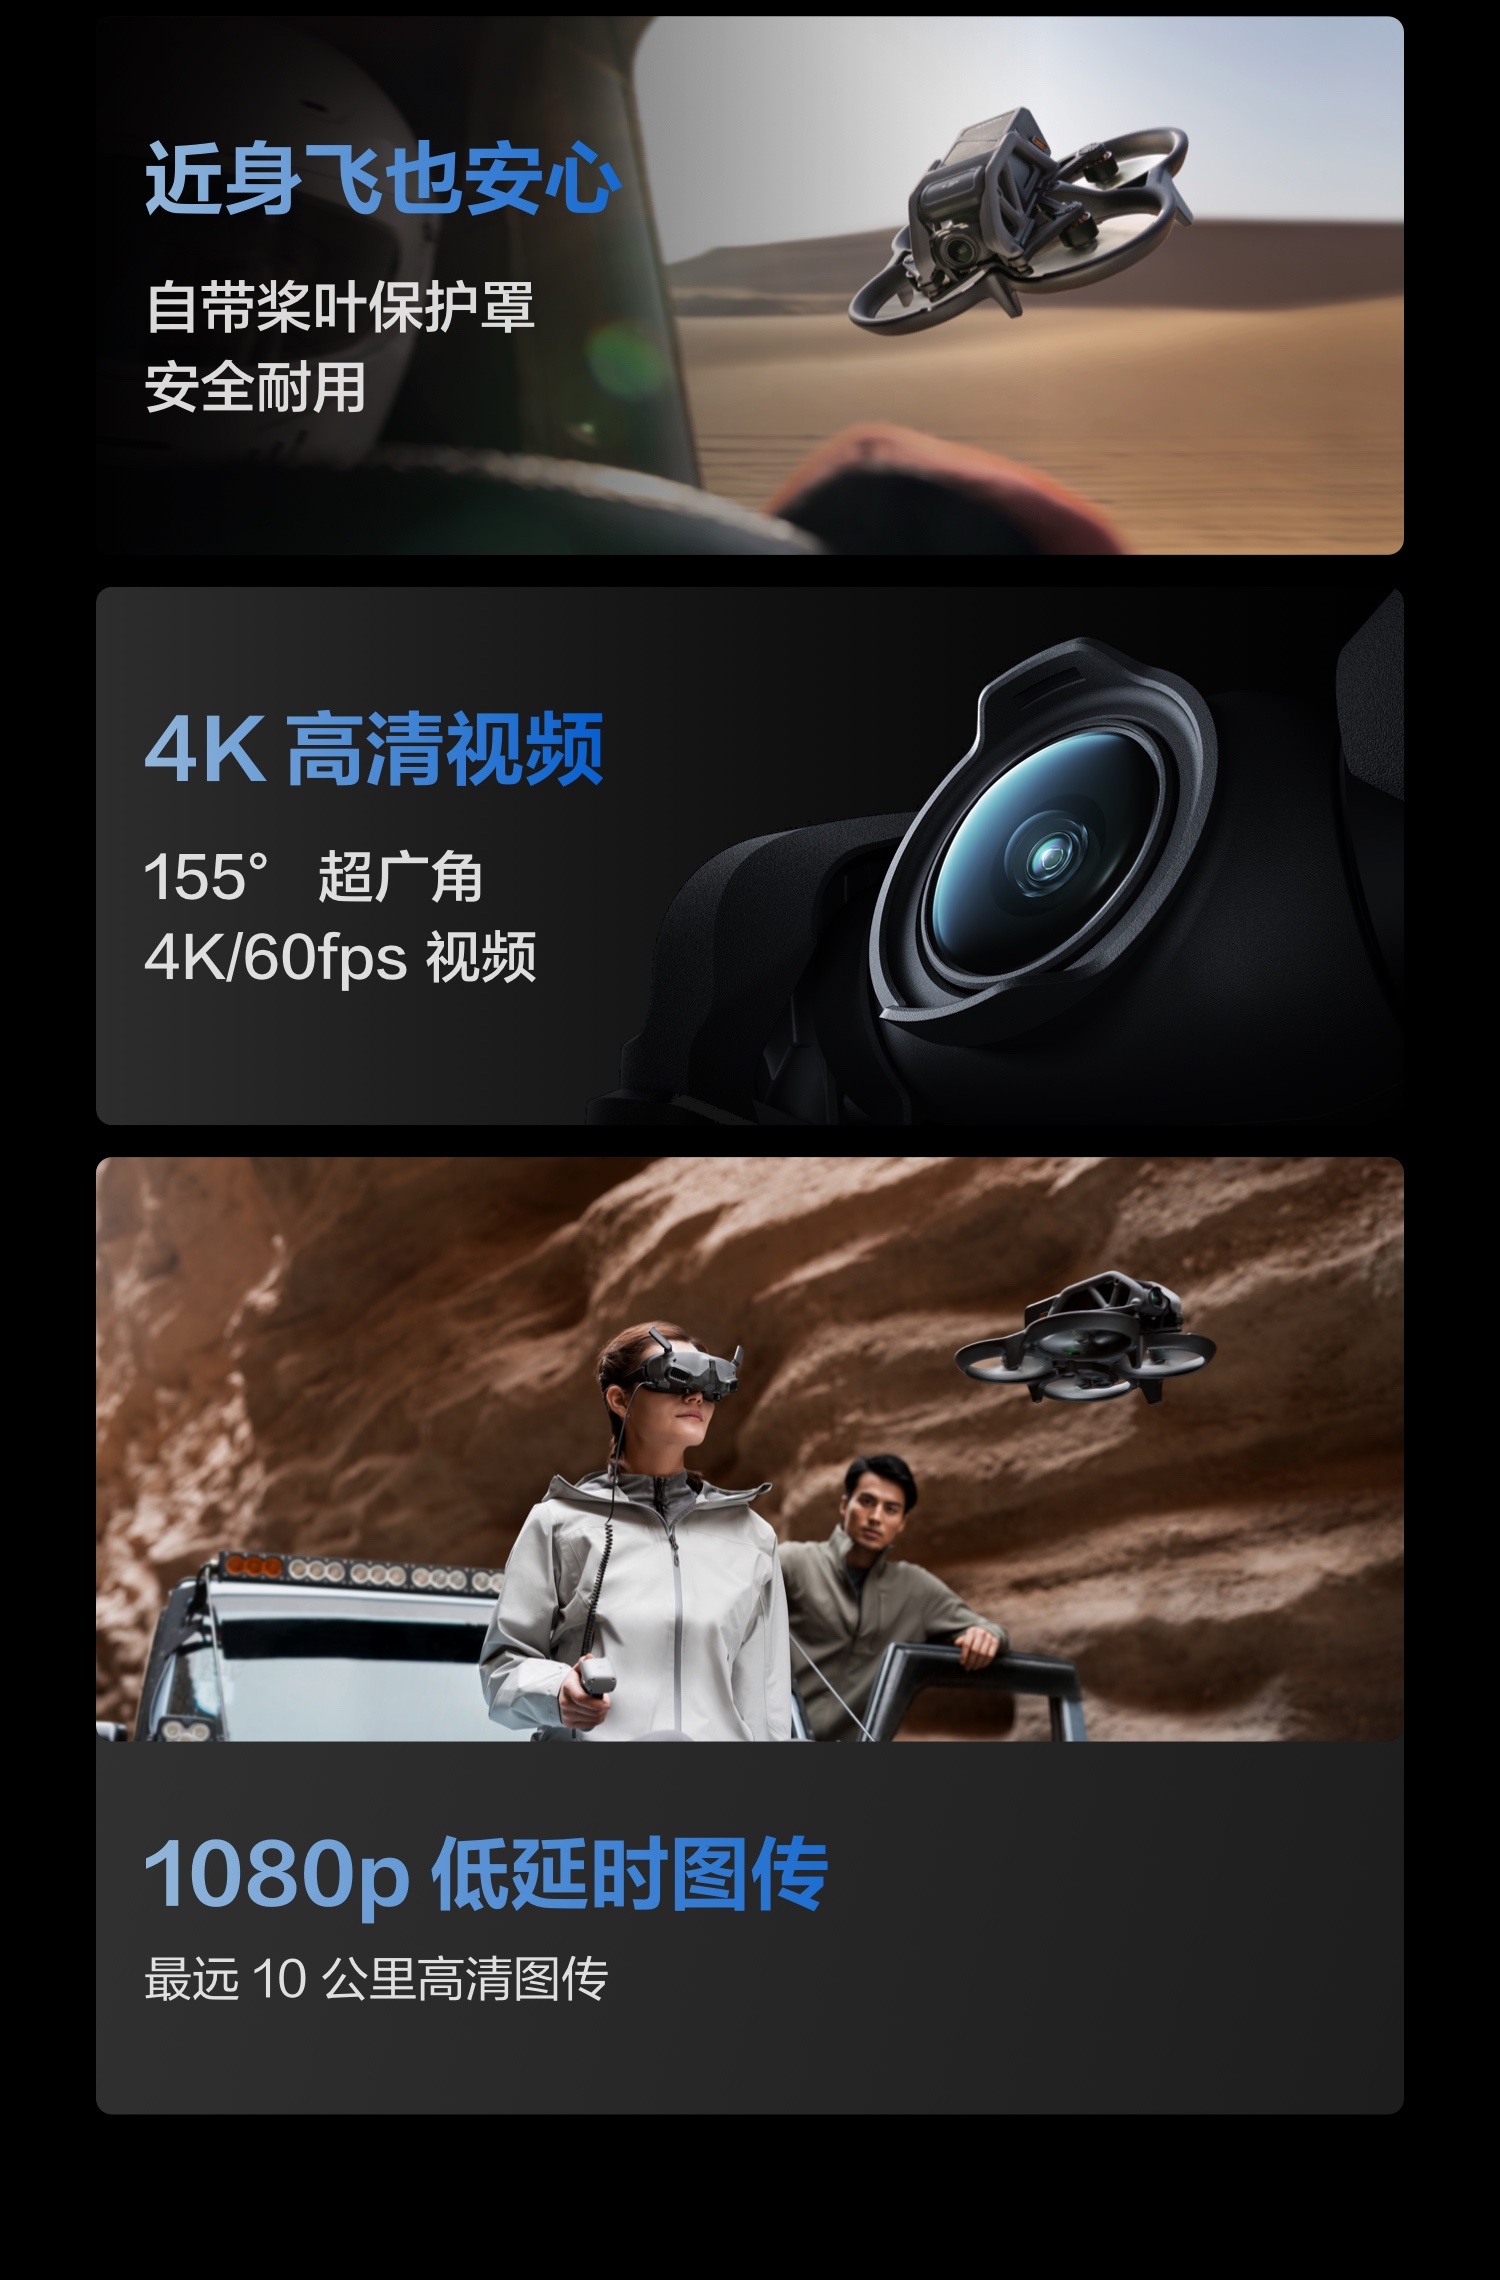 近身飞也安心
自带桨叶保护罩
安全耐用
4K 高清视频
155° 超广角
4K/60fps 视频
1080p 低延时图传
最远 10 公里高清图传